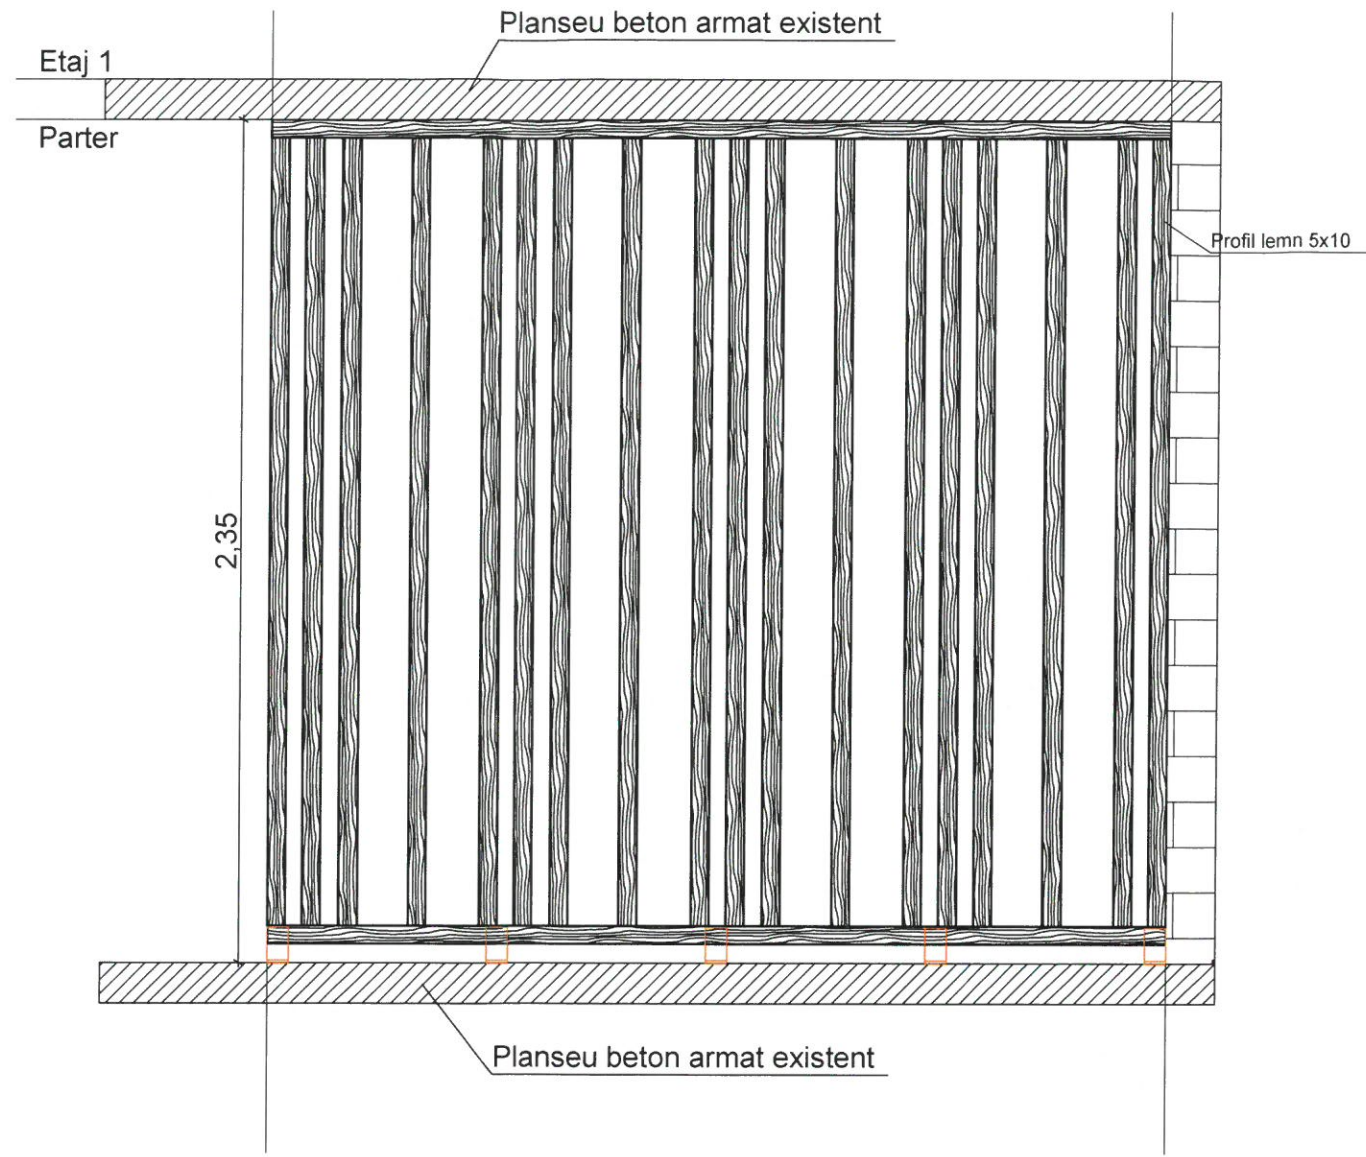 Planseu beton armat existent
Etaj 1
Parter
Profil lemn 5x10
2,35
Planseu beton armat existent